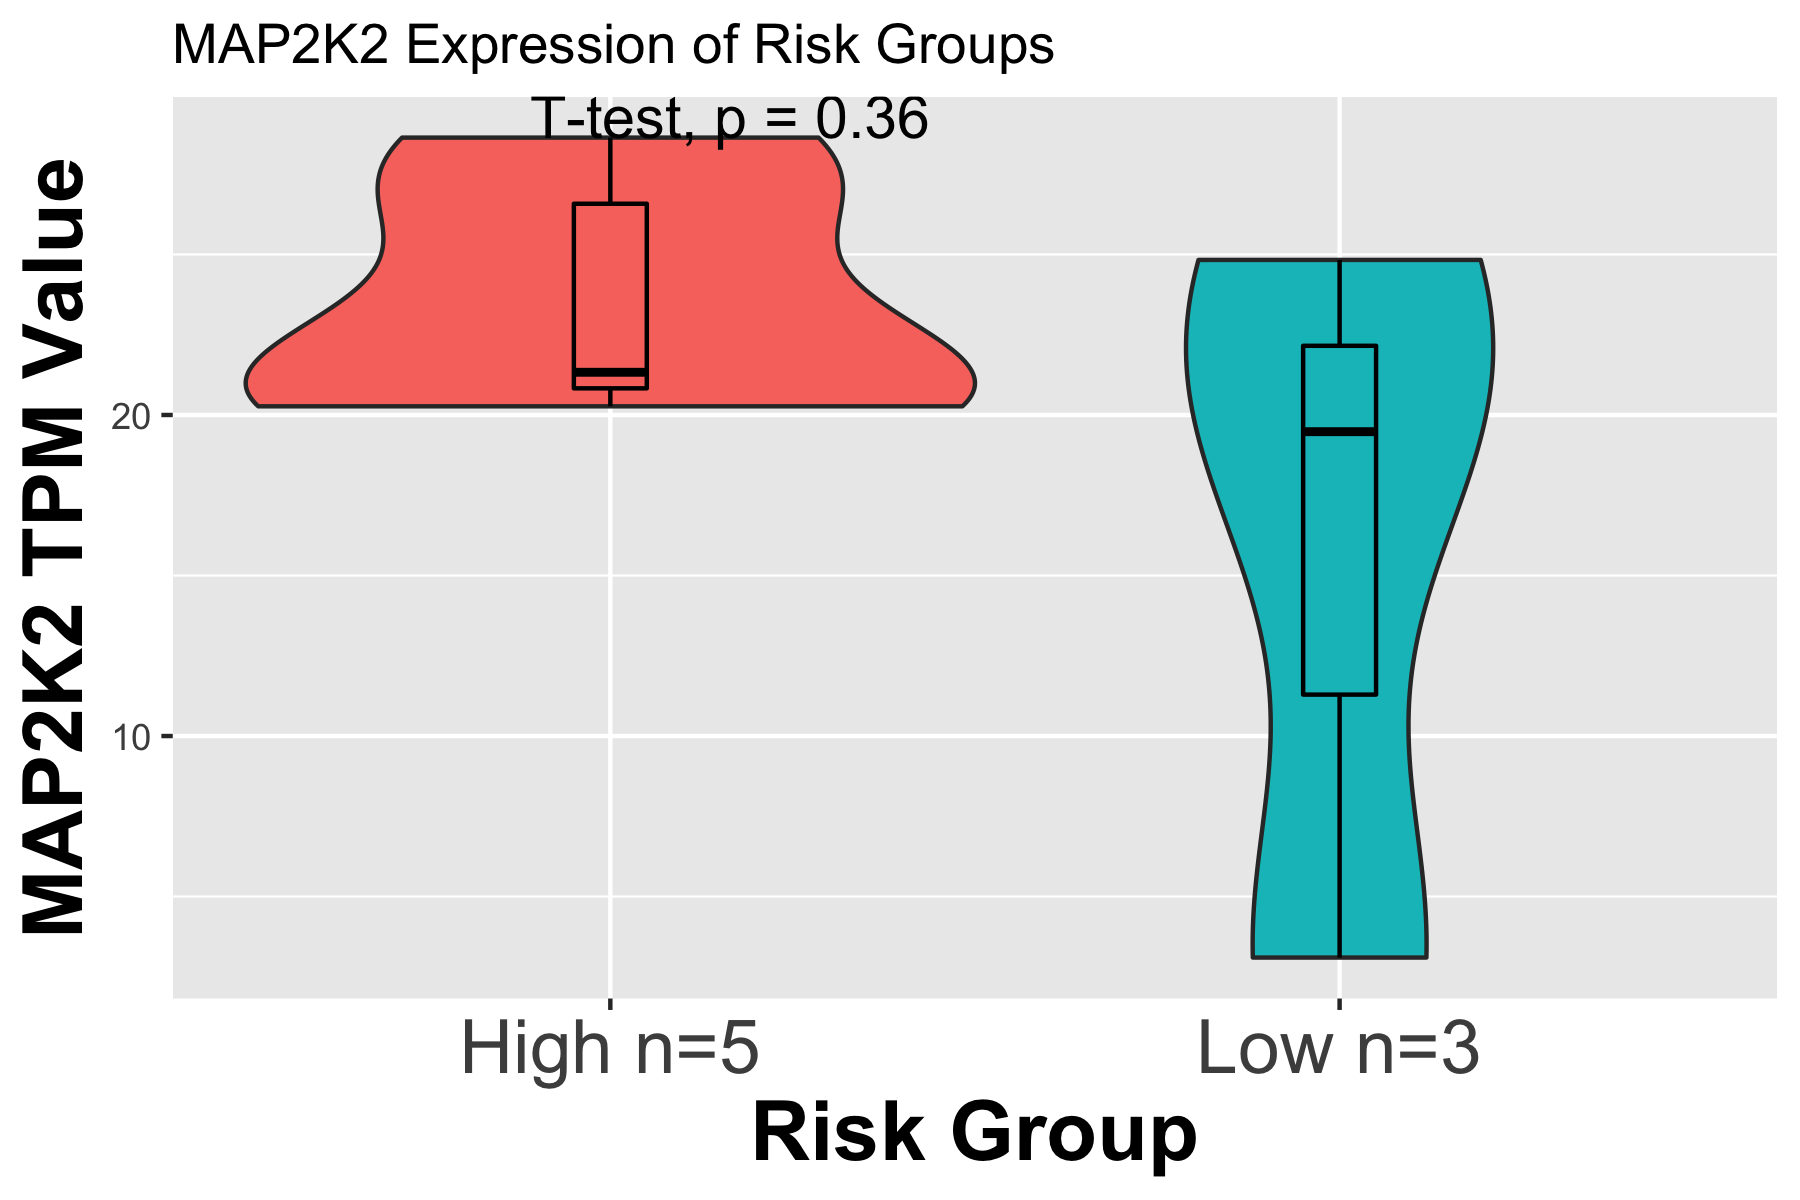 MAP2K2 Expression of Risk Groups
T-test, p = 0.36
MAP2K2 TPM Value
20
10
High n=5
Low n=3
Risk Group